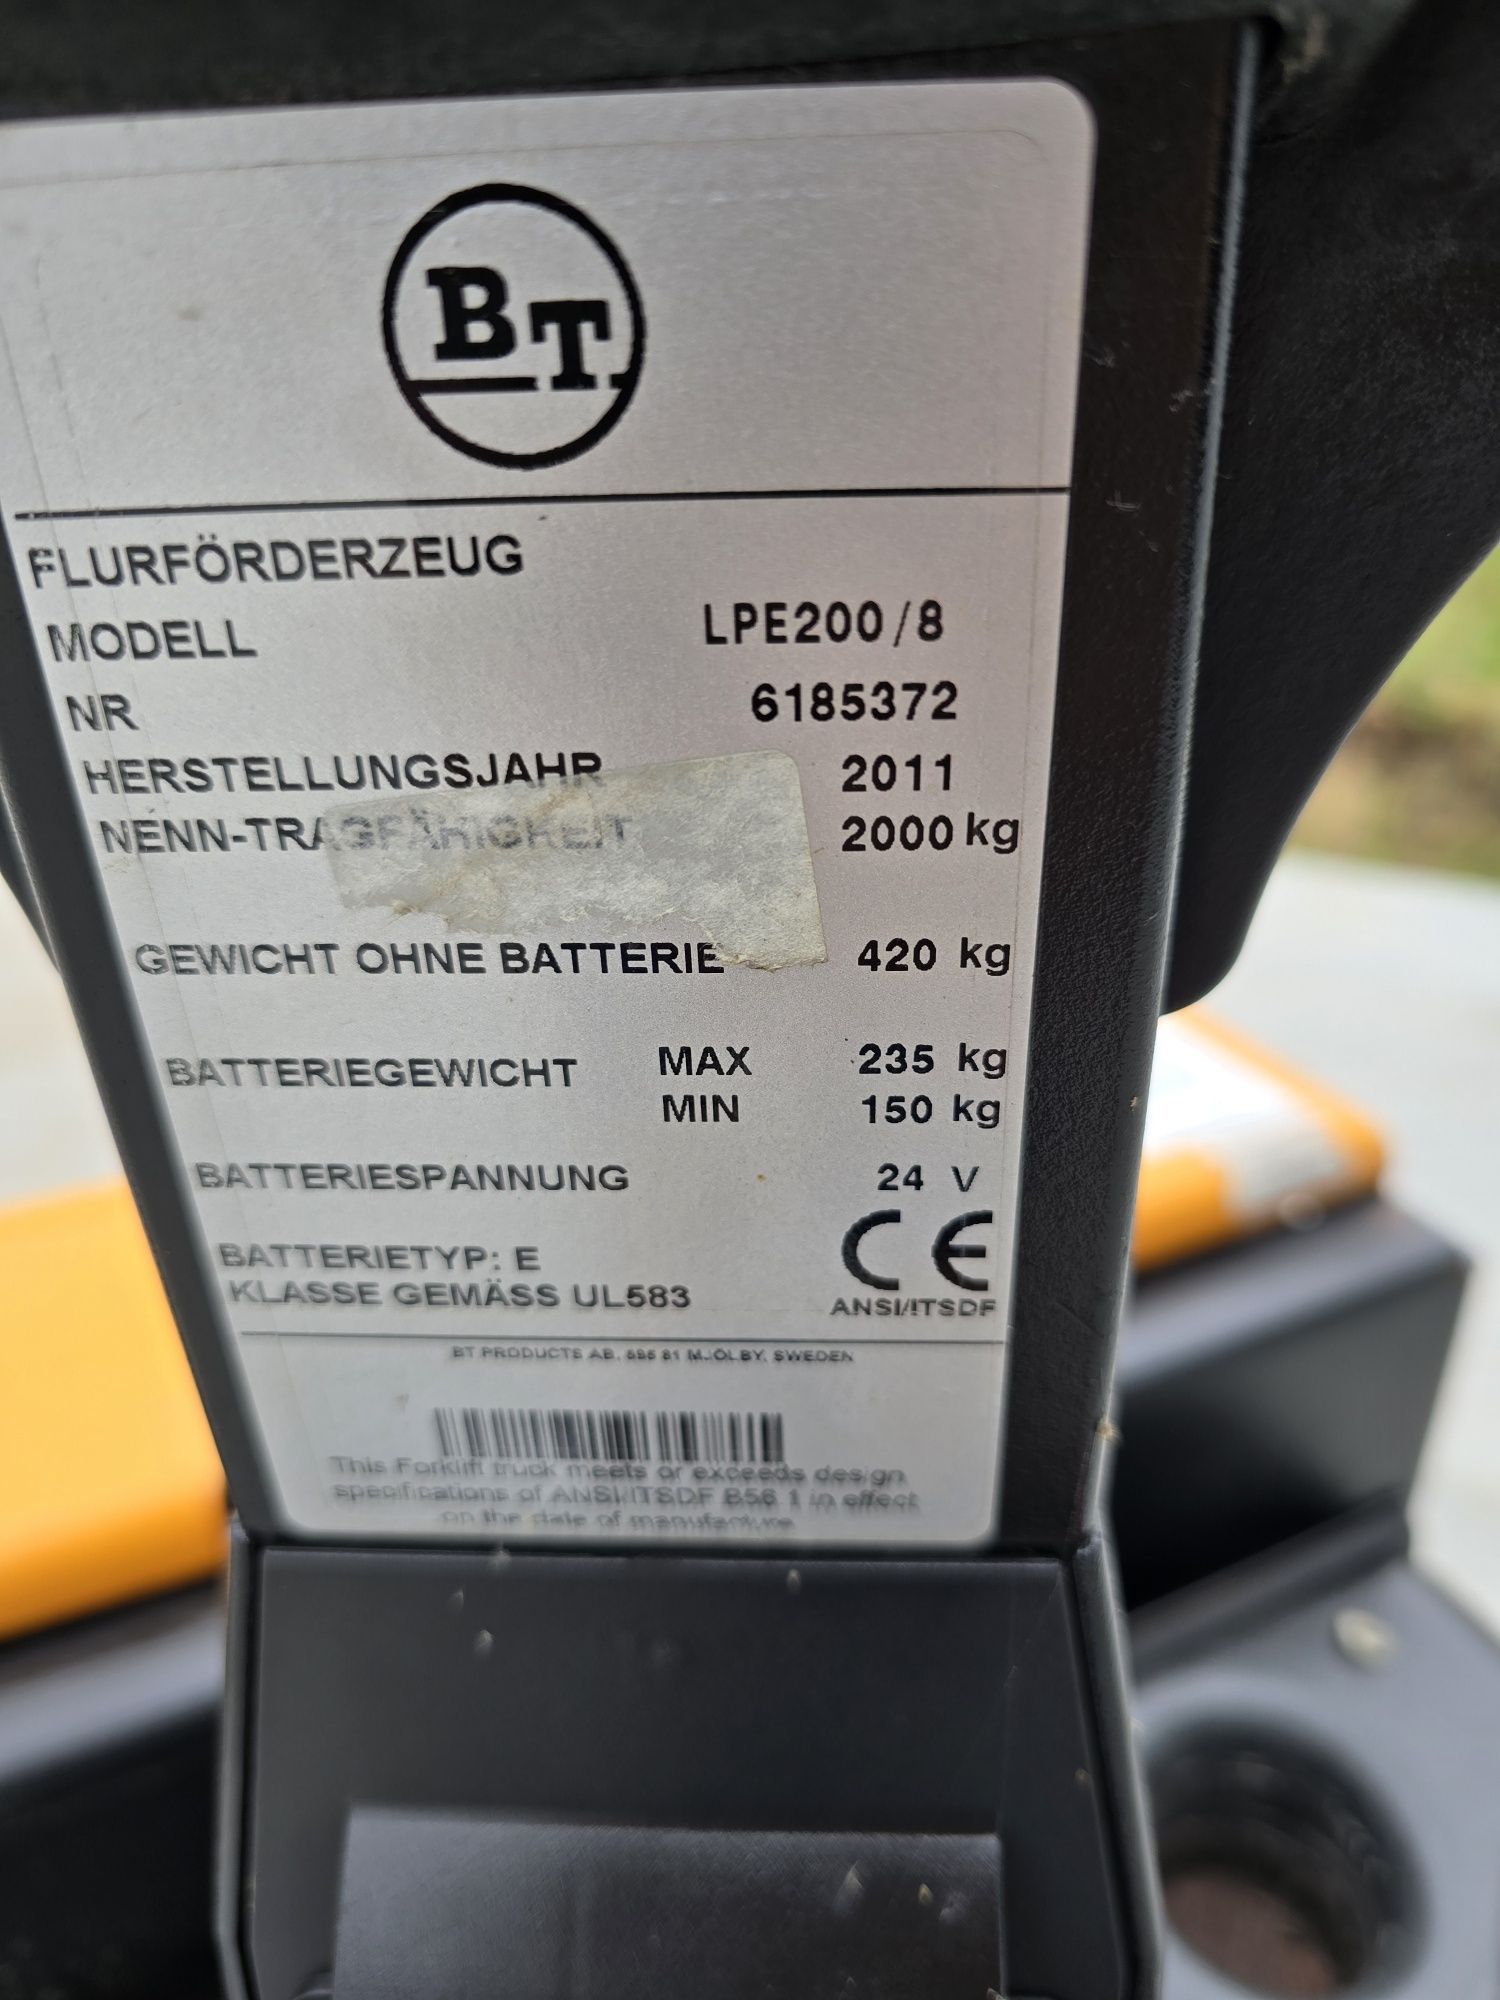 BT
FLURFÖRDERZEUG
MODELL LPE200/8
NR 6185372
HERSTELLUNGSJAHR 2011
NENN-TRAGFÄHIGKEIT 2000 kg
GEWICHT OHNE BATTERIE 420 kg
BATTERIEGEWICHT MAX 235 kg
MIN 150 kg
BATTERIESPANNUNG 24 V
BATTERIETYP: E
KLASSE GEMÄSS UL583
CE
ANSI/ITSDF
BT PRODUCTS AB, 595 81 MJÖLBY, SWEDEN
This Forklift truck meets or exceeds design
specifications of ANSI/ITSDF B56.1 in effect
on the date of manufacture